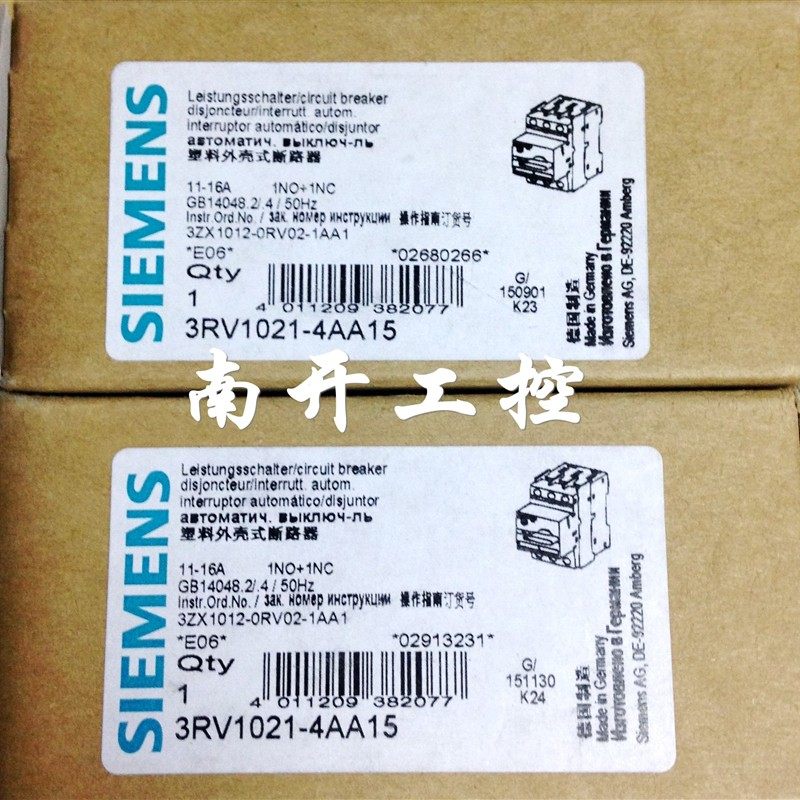 SIEMENS
Leistungsschalter/circuit breaker
disjoncteur/interrutt. autom.
interruptor automático/disjuntor
автоматич. выключ-ль
塑料外壳式断路器
11-16A 1NO+1NC
GB14048.2/.4 / 50Hz
Instr.Ord.No./ зак. номер инструкции 操作指南订货号
3ZX1012-0RV02-1AA1
*E06* *02680266*
Qty
1
4 011209 382077
3RV1021-4AA15
G/
150901
K23
德国制造
Made in Germany
Изготовлено в Германии
Siemens AG, DE-92220 Amberg
南开工控
SIEMENS
Leistungsschalter/circuit breaker
disjoncteur/interrutt. autom.
interruptor automático/disjuntor
автоматич. выключ-ль
塑料外壳式断路器
11-16A 1NO+1NC
GB14048.2/.4 / 50Hz
Instr.Ord.No./ зак. номер инструкции 操作指南订货号
3ZX1012-0RV02-1AA1
*E06* *02913231*
Qty
1
4 011209 382077
3RV1021-4AA15
G/
151130
K24
德国制造
Made in Germany
Изготовлено в Германии
Siemens AG, DE-92220 Amberg